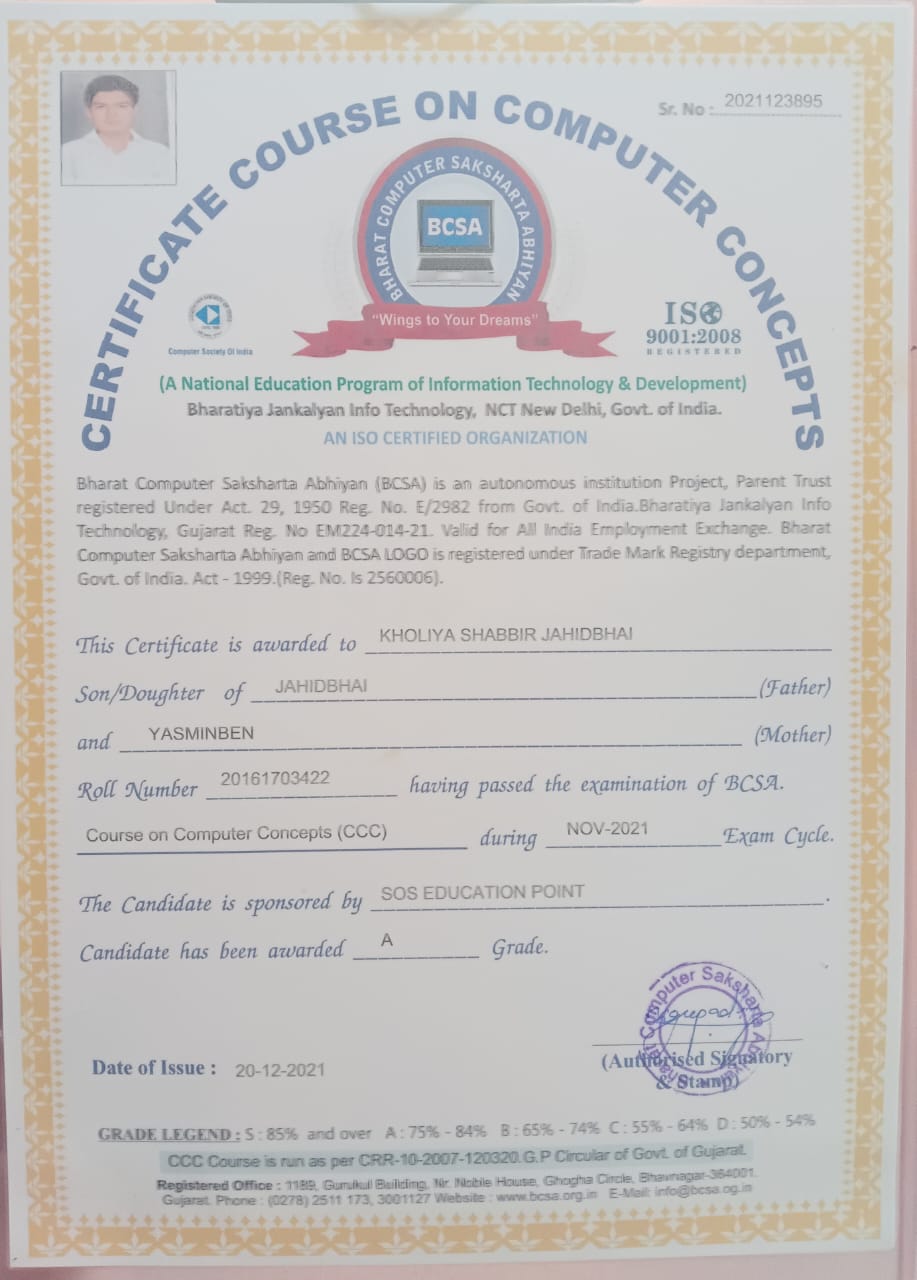 Sr. No : 2021123895
CERTIFICATE COURSE ON COMPUTER CONCEPTS
BHARAT COMPUTER SAKSHARTA ABHIYAN
BCSA
"Wings to Your Dreams"
Computer Society Of India
ISO
9001:2008
REGISTERED
(A National Education Program of Information Technology & Development)
Bharatiya Jankalyan Info Technology, NCT New Delhi, Govt. of India.
AN ISO CERTIFIED ORGANIZATION
Bharat Computer Saksharta Abhiyan (BCSA) is an autonomous institution Project, Parent Trust
registered Under Act. 29, 1950 Reg. No. E/2982 from Govt. of India.Bharatiya Jankalyan Info
Technology, Gujarat Reg. No EM224-014-21. Valid for All India Employment Exchange. Bharat
Computer Saksharta Abhiyan and BCSA LOGO is registered under Trade Mark Registry department,
Govt. of India. Act - 1999.(Reg. No. Is 2560006).
This Certificate is awarded to KHOLIYA SHABBIR JAHIDBHAI
Son/Doughter of JAHIDBHAI (Father)
and YASMINBEN (Mother)
Roll Number 20161703422 having passed the examination of BCSA.
Course on Computer Concepts (CCC) during NOV-2021 Exam Cycle.
The Candidate is sponsored by SOS EDUCATION POINT.
Candidate has been awarded A Grade.
Bharat Computer Saksharta Abhiyan
Date of Issue : 20-12-2021
(Authorised Signatory
& Stamp)
GRADE LEGEND : S : 85% and over A : 75% - 84% B : 65% - 74% C : 55% - 64% D : 50% - 54%
CCC Course is run as per CRR-10-2007-120320.G.P Circular of Govt. of Gujarat.
Registered Office : 1189, Gurukul Building, Nr. Nobile House, Ghogha Circle, Bhavnagar-364001.
Gujarat. Phone : (0278) 2511 173, 3001127 Website : www.bcsa.org.in E-Mail: info@bcsa.og.in